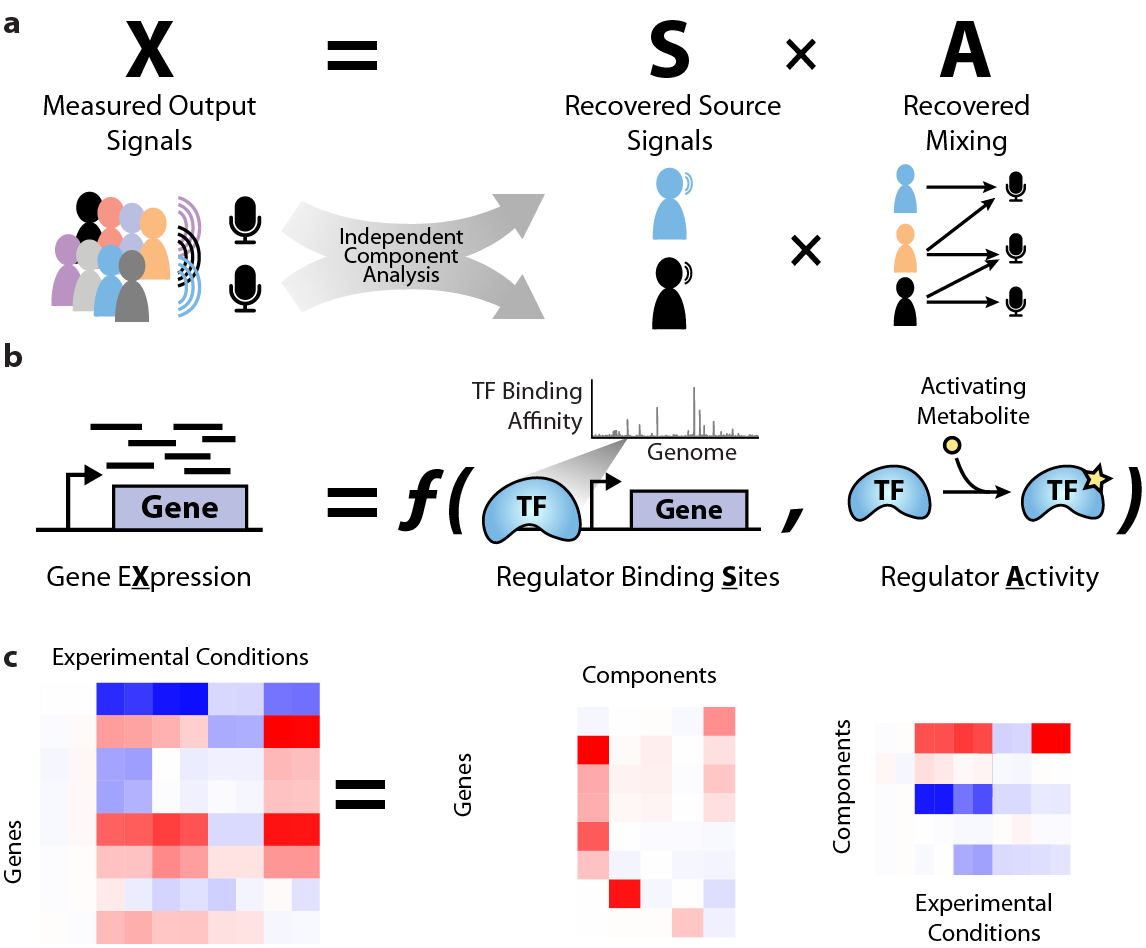 a
X = S × A
Measured Output
Signals
Recovered Source
Signals
Recovered
Mixing
Independent
Component
Analysis
×
b
TF Binding
Affinity
Genome
Activating
Metabolite
Gene
=
f(
TF
Gene
,
TF
TF
)
Gene EXpression
Regulator Binding Sites
Regulator Activity
c
Experimental Conditions
Genes
=
Components
Genes
Components
Experimental
Conditions